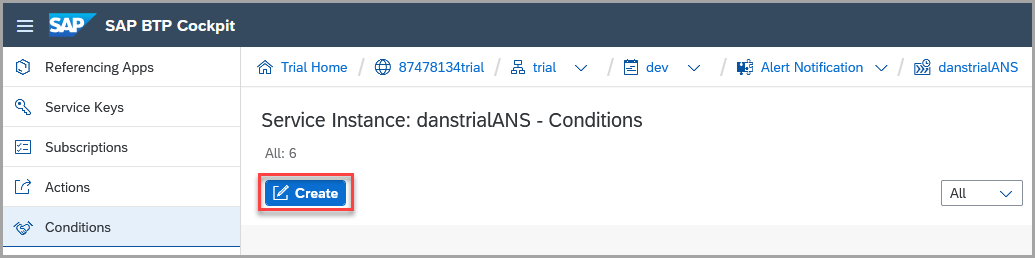 SAP SAP BTP Cockpit
Referencing Apps
Service Keys
Subscriptions
Actions
Conditions
Trial Home / 87478134trial / trial / dev / Alert Notification / danstrialANS
Service Instance: danstrialANS - Conditions
All: 6
Create
All